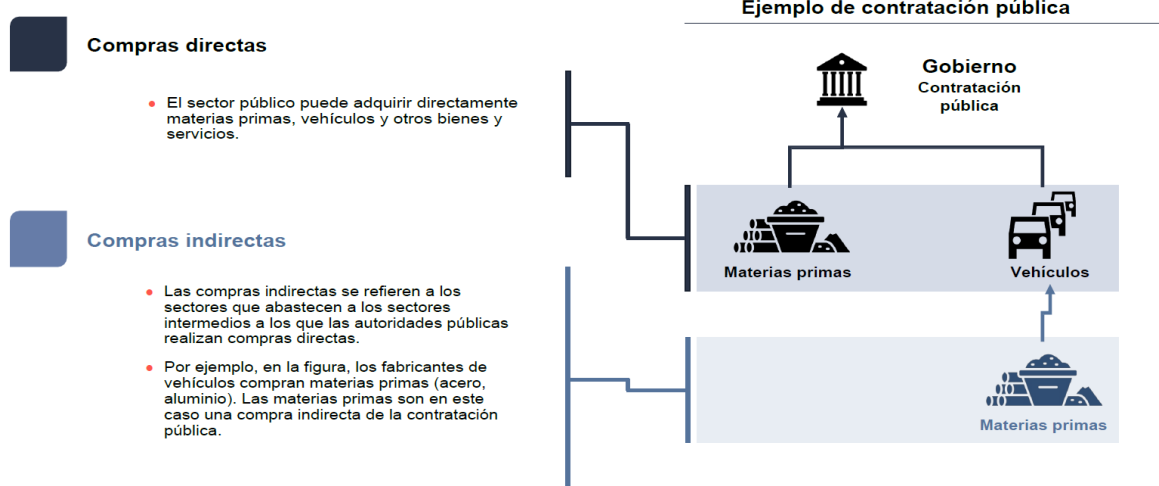 Ejemplo de contratación pública
Compras directas
El sector público puede adquirir directamente
materias primas, vehículos y otros bienes y
servicios.
Gobierno
Contratación
pública
Materias primas
Vehículos
Compras indirectas
Las compras indirectas se refieren a los
sectores que abastecen a los sectores
intermedios a los que las autoridades públicas
realizan compras directas.
Por ejemplo, en la figura, los fabricantes de
vehículos compran materias primas (acero,
aluminio). Las materias primas son en este
caso una compra indirecta de la contratación
pública.
Materias primas